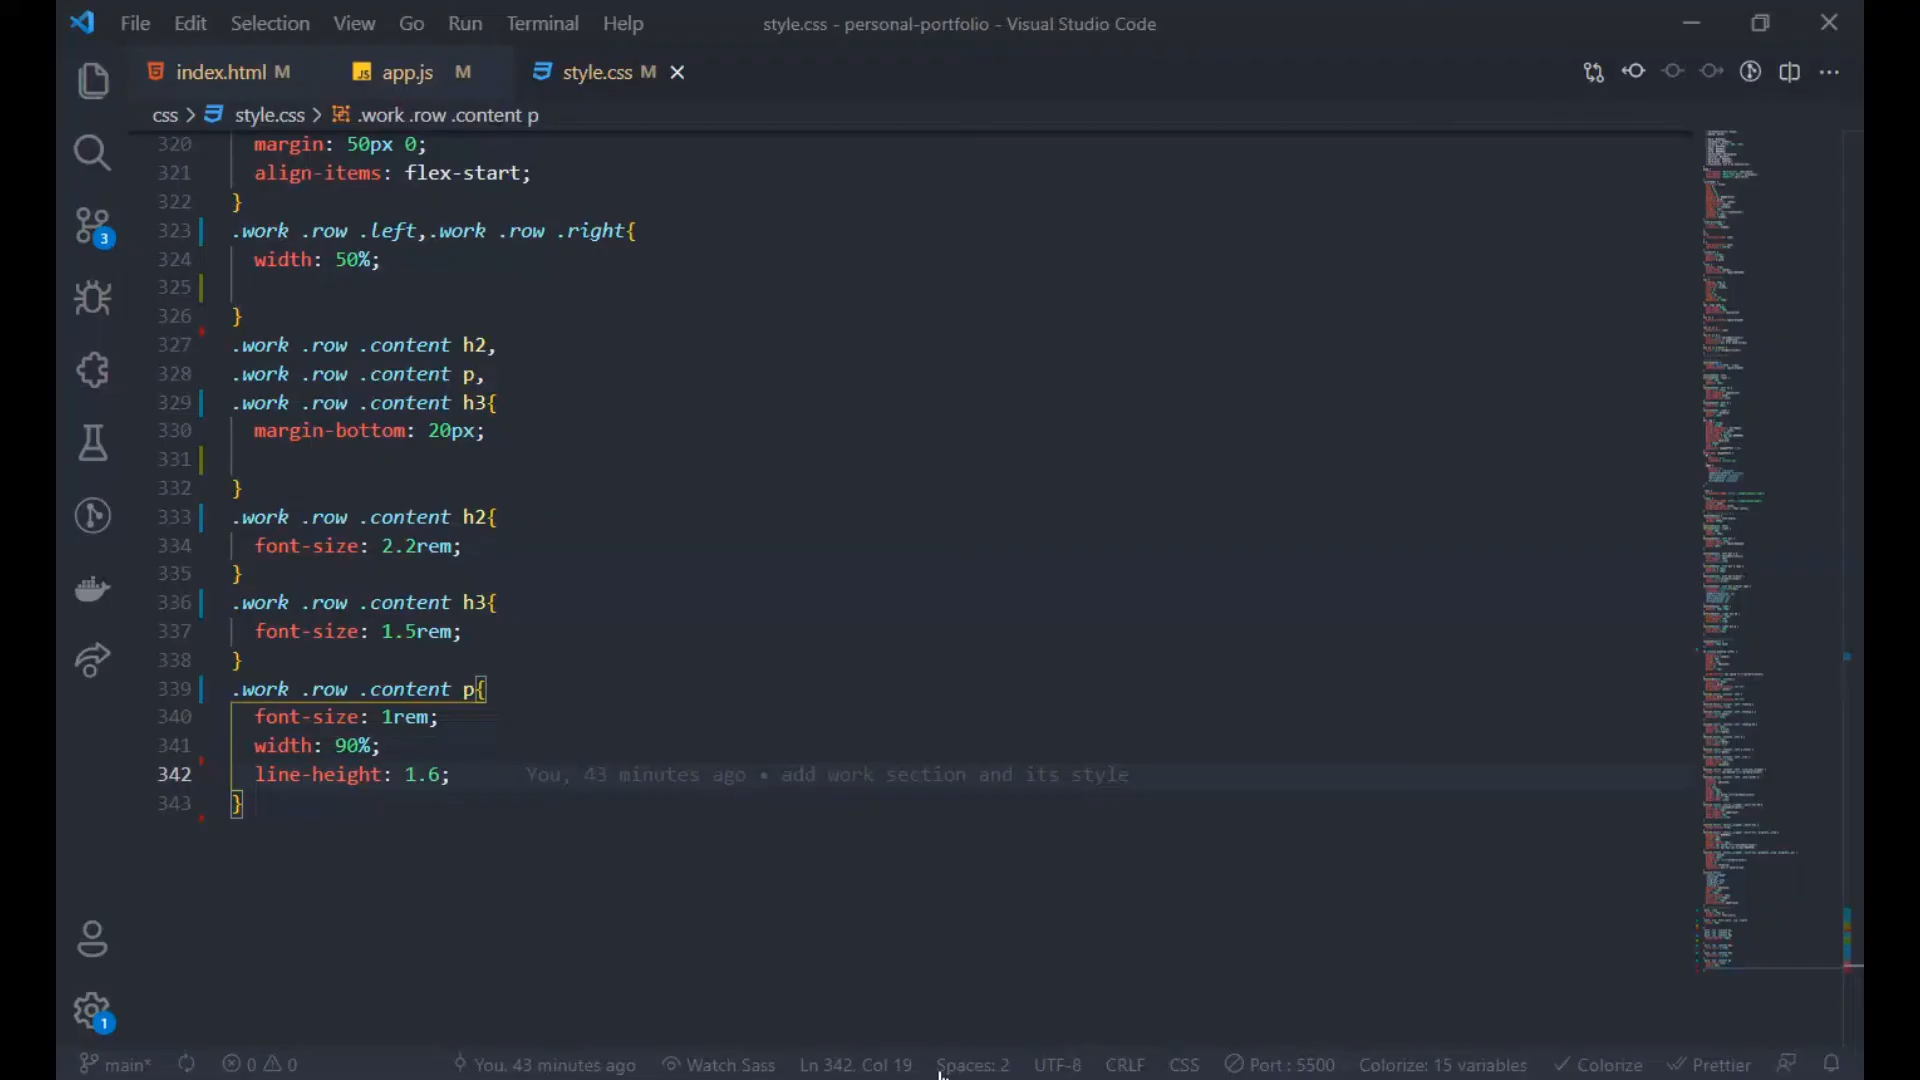 File Edit Selection View Go Run Terminal Help style.css - personal-portfolio - Visual Studio Code
index.html M JS app.js M style.css M
css > style.css > .work .row .content p
320 margin: 50px 0;
321 align-items: flex-start;
322 }
323 .work .row .left,.work .row .right{
324 width: 50%;
325
326 }
327 .work .row .content h2,
328 .work .row .content p,
329 .work .row .content h3{
330 margin-bottom: 20px;
331
332 }
333 .work .row .content h2{
334 font-size: 2.2rem;
335 }
336 .work .row .content h3{
337 font-size: 1.5rem;
338 }
339 .work .row .content p{
340 font-size: 1rem;
341 width: 90%;
342 line-height: 1.6; You, 43 minutes ago • add work section and its style
343 }
3
1
main* 0 0 You, 43 minutes ago Watch Sass Ln 342, Col 19 Spaces: 2 UTF-8 CRLF CSS Port : 5500 Colorize: 15 variables Colorize Prettier